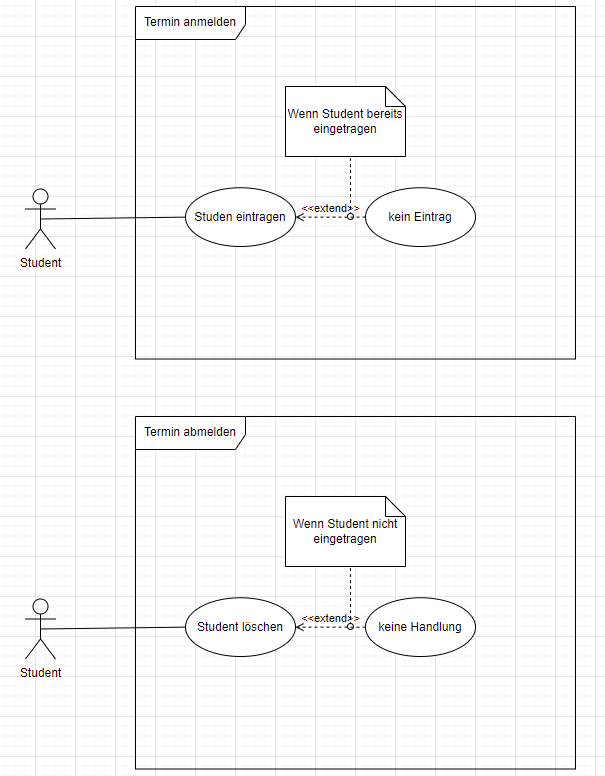 Termin anmelden
Wenn Student bereits
eingetragen
<<extend>>
Studen eintragen
kein Eintrag
Student
Termin abmelden
Wenn Student nicht
eingetragen
<<extend>>
Student löschen
keine Handlung
Student